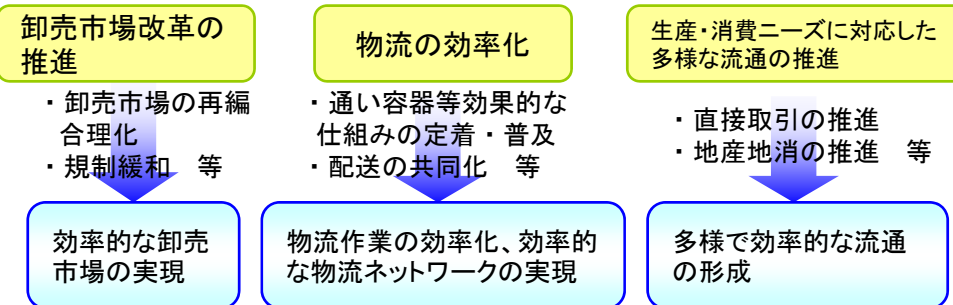 卸売市場改革の
推進
・卸売市場の再編
合理化
・規制緩和　等
効率的な卸売
市場の実現
物流の効率化
・通い容器等効果的な
仕組みの定着・普及
・配送の共同化　等
物流作業の効率化、効率的
な物流ネットワークの実現
生産・消費ニーズに対応した
多様な流通の推進
・直接取引の推進
・地産地消の推進　等
多様で効率的な流通
の形成